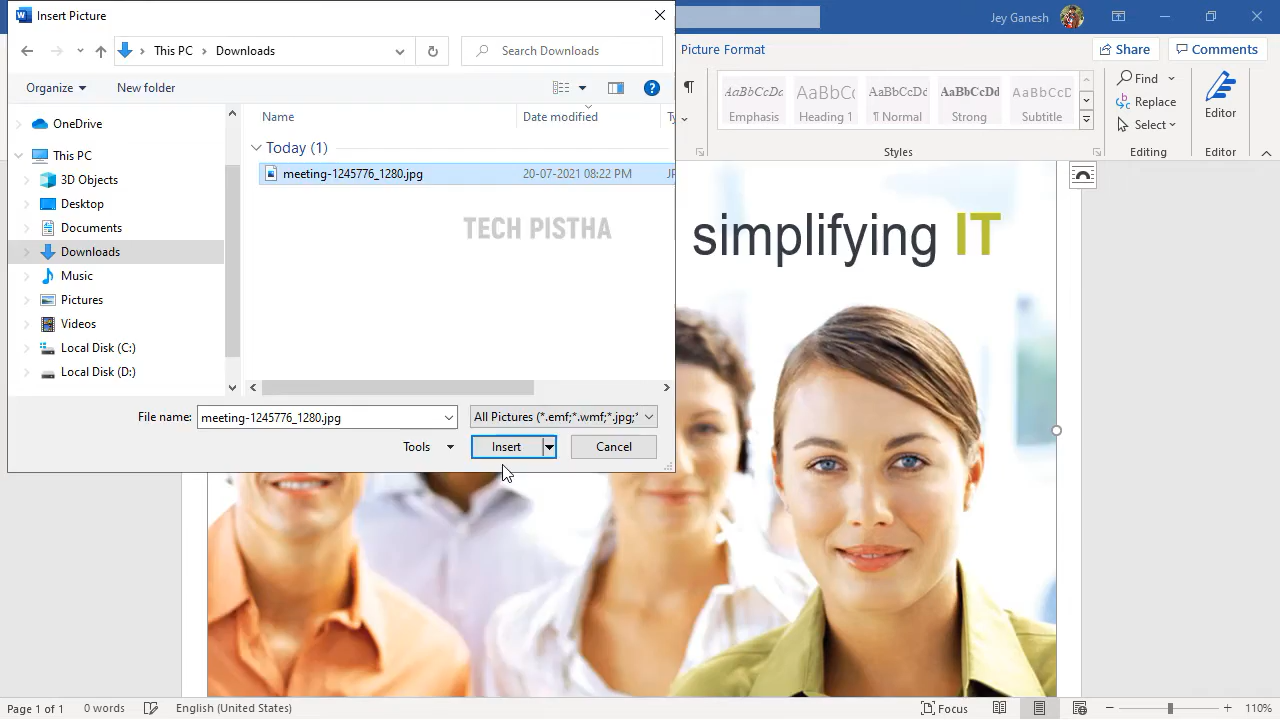 Insert Picture
Jey Ganesh
This PC
Downloads
Search Downloads
Picture Format
Share
Comments
Organize
New folder
Find
Replace
Select
Editor
AaBbCcDc
AaBbC(
AaBbCcDc
AaBbCcDd
AaBbCcD
Emphasis
Heading 1
¶ Normal
Strong
Subtitle
Styles
Editing
Editor
Name
Date modified
OneDrive
This PC
3D Objects
Desktop
Documents
Downloads
Music
Pictures
Videos
Local Disk (C:)
Local Disk (D:)
Today (1)
meeting-1245776_1280.jpg
20-07-2021 08:22 PM
TECH PISTHA
simplifying IT
File name:
meeting-1245776_1280.jpg
All Pictures (*.emf;*.wmf;*.jpg;*
Tools
Insert
Cancel
Page 1 of 1
0 words
English (United States)
Focus
110%